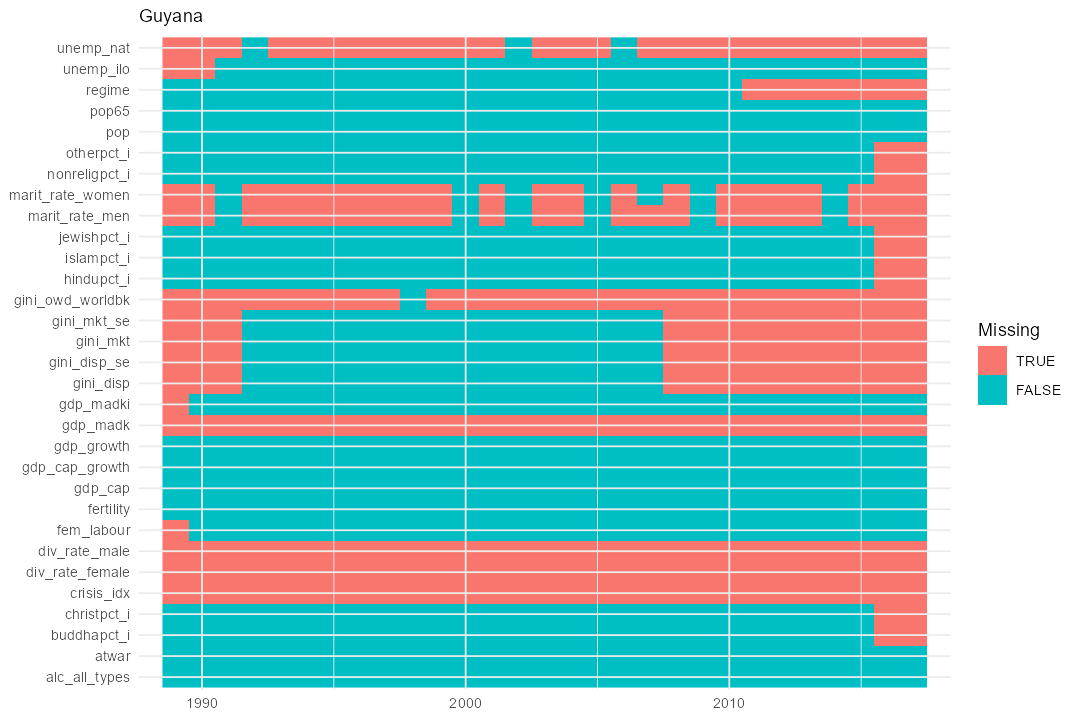 Guyana
unemp_nat
unemp_ilo
regime
pop65
pop
otherpct_i
nonreligpct_i
marit_rate_women
marit_rate_men
jewishpct_i
islampct_i
hindupct_i
gini_owd_worldbk
gini_mkt_se
gini_mkt
gini_disp_se
gini_disp
gdp_madki
gdp_madk
gdp_growth
gdp_cap_growth
gdp_cap
fertility
fem_labour
div_rate_male
div_rate_female
crisis_idx
christpct_i
buddhapct_i
atwar
alc_all_types
1990 2000 2010
Missing
TRUE
FALSE